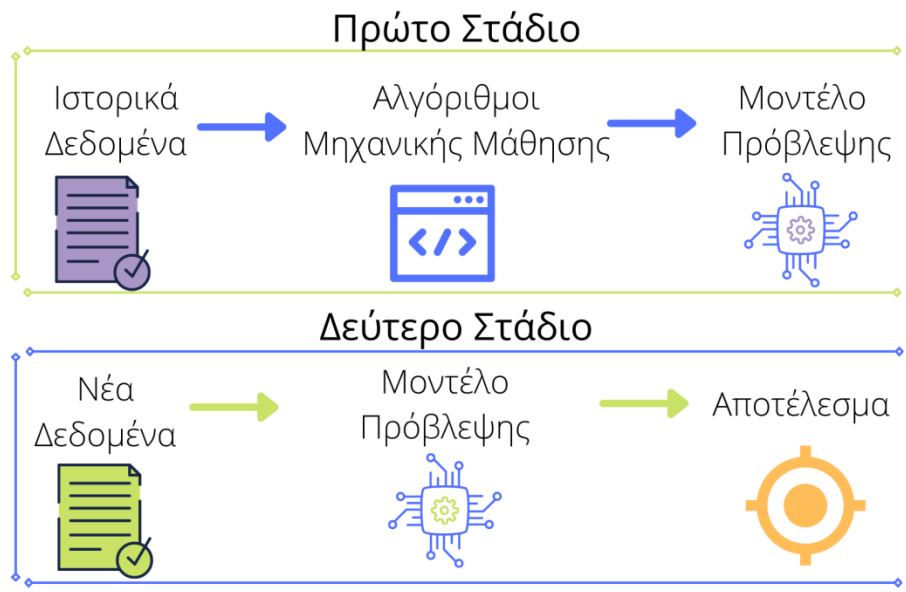 Πρώτο Στάδιο
Ιστορικά
Δεδομένα
Αλγόριθμοι
Μηχανικής Μάθησης
Μοντέλο
Πρόβλεψης
Δεύτερο Στάδιο
Νέα
Δεδομένα
Μοντέλο
Πρόβλεψης
Αποτέλεσμα